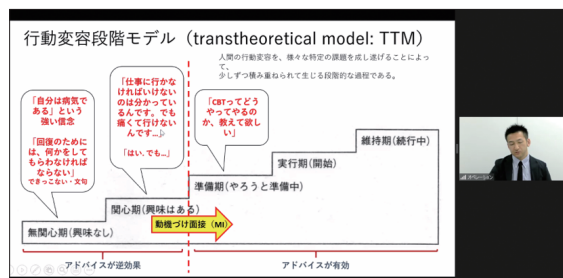 行動変容段階モデル（transtheoretical model: TTM）
人間の行動変容を、様々な特定の課題を成し遂げることによっ
て、
少しずつ積み重ねられて生じる段階的な過程である。
「自分は病気で
ある」という
強い信念
「回復のために
は、何かをして
もらわなければ
ならない」
できっこない・文句
「仕事に行かな
ければいけない
のは分かってい
るんです。でも
痛くて行けない
んです…」
「はい、でも…」
「CBTってどう
やってやるの
か、教えて欲し
い」
維持期（続行中）
実行期（開始）
準備期（やろうと準備中）
関心期（興味はある）
動機づけ面接（MI）
無関心期（興味なし）
アドバイスが逆効果
アドバイスが有効